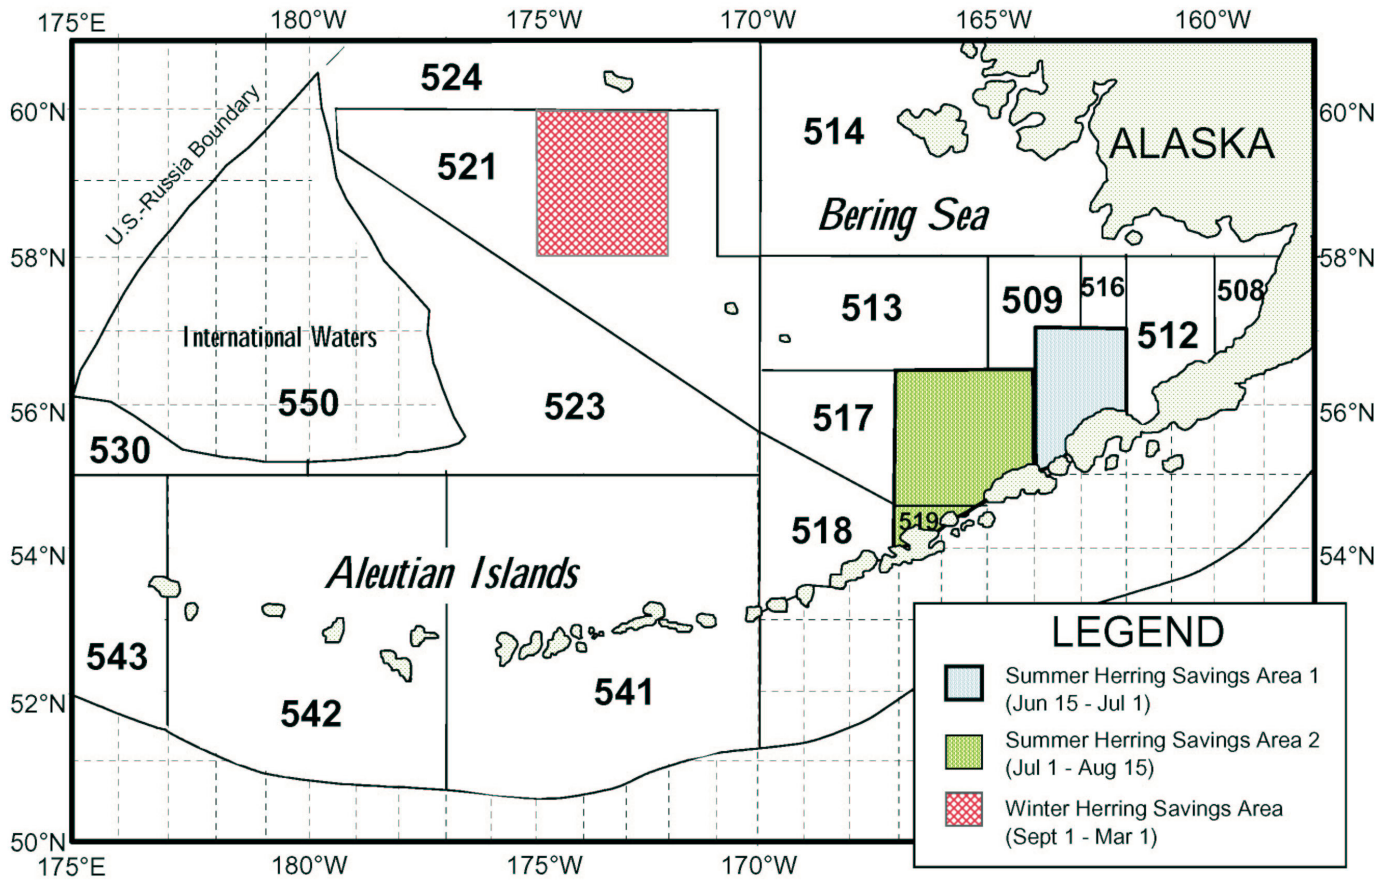 175°E 180°W 175°W 170°W 165°W 160°W
60°N
58°N
56°N
54°N
52°N
50°N
60°N
58°N
56°N
54°N
U.S.-Russia Boundary
524
521
514
ALASKA
Bering Sea
513
509
516
508
512
International Waters
550
523
517
530
519
518
Aleutian Islands
543
542
541
LEGEND
Summer Herring Savings Area 1
(Jun 15 - Jul 1)
Summer Herring Savings Area 2
(Jul 1 - Aug 15)
Winter Herring Savings Area
(Sept 1 - Mar 1)
175°E 180°W 175°W 170°W